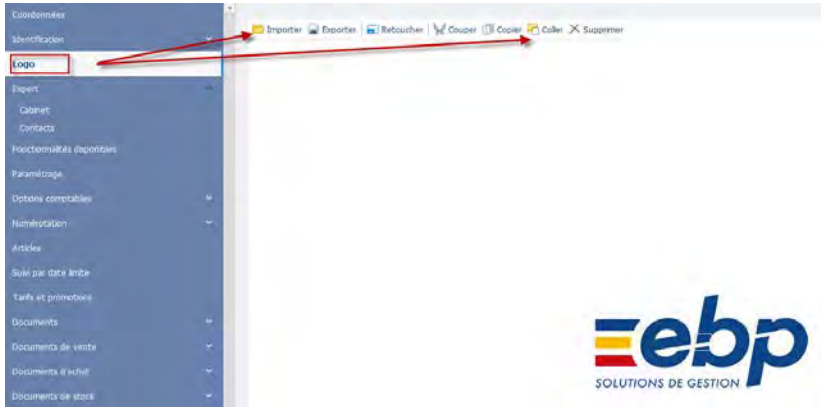 Coordonnées
Identification
Logo
Expert
Cabinet
Contacts
Fonctionnalités disponibles
Paramétrage
Options comptables
Numérotation
Articles
Suivi par date limite
Tarifs et promotions
Documents
Documents de vente
Documents d'achat
Documents de stock
Importer Exporter Retoucher Couper Copier Coller Supprimer
ebp
SOLUTIONS DE GESTION